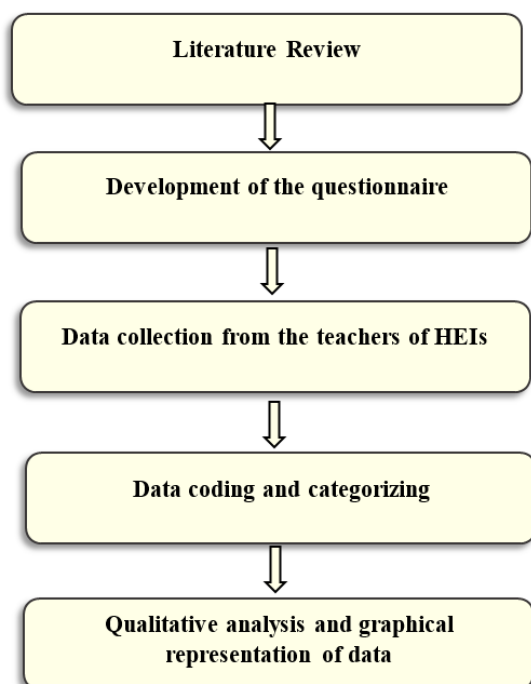 Literature Review
Development of the questionnaire
Data collection from the teachers of HEIs
Data coding and categorizing
Qualitative analysis and graphical
representation of data